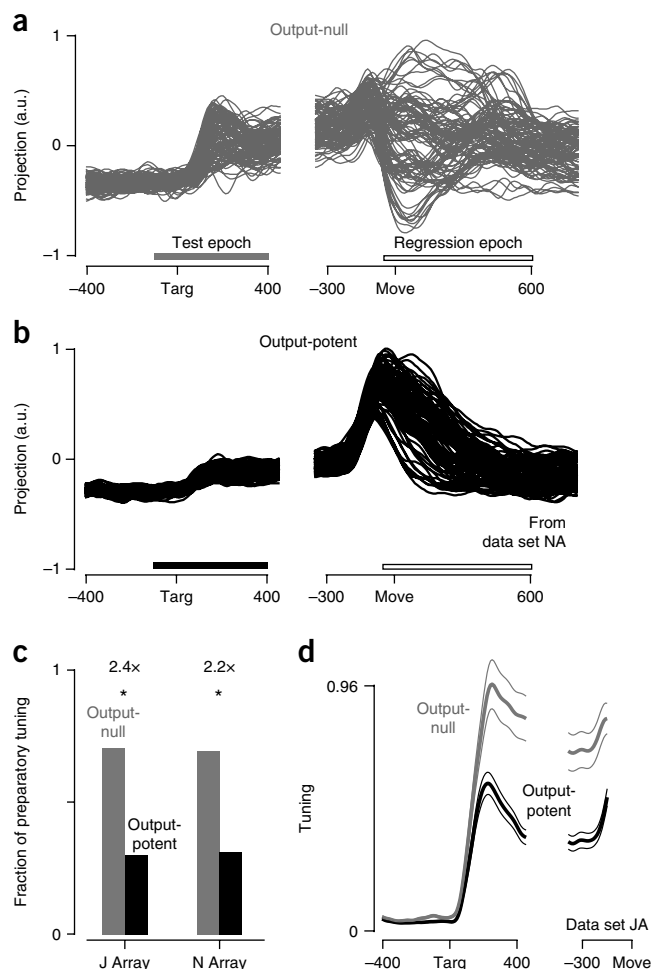 a
Output-null
1
0
–1
Projection (a.u.)
Test epoch
Regression epoch
–400
Targ
400
–300
Move
600
b
Output-potent
1
0
–1
Projection (a.u.)
From
data set NA
–400
Targ
400
–300
Move
600
c
1
0
Fraction of preparatory tuning
2.4×
2.2×
*
*
Output-
null
Output-
potent
J Array
N Array
d
0.96
0
Tuning
Output-
null
Output-
potent
Data set JA
–400
Targ
400
–300
Move